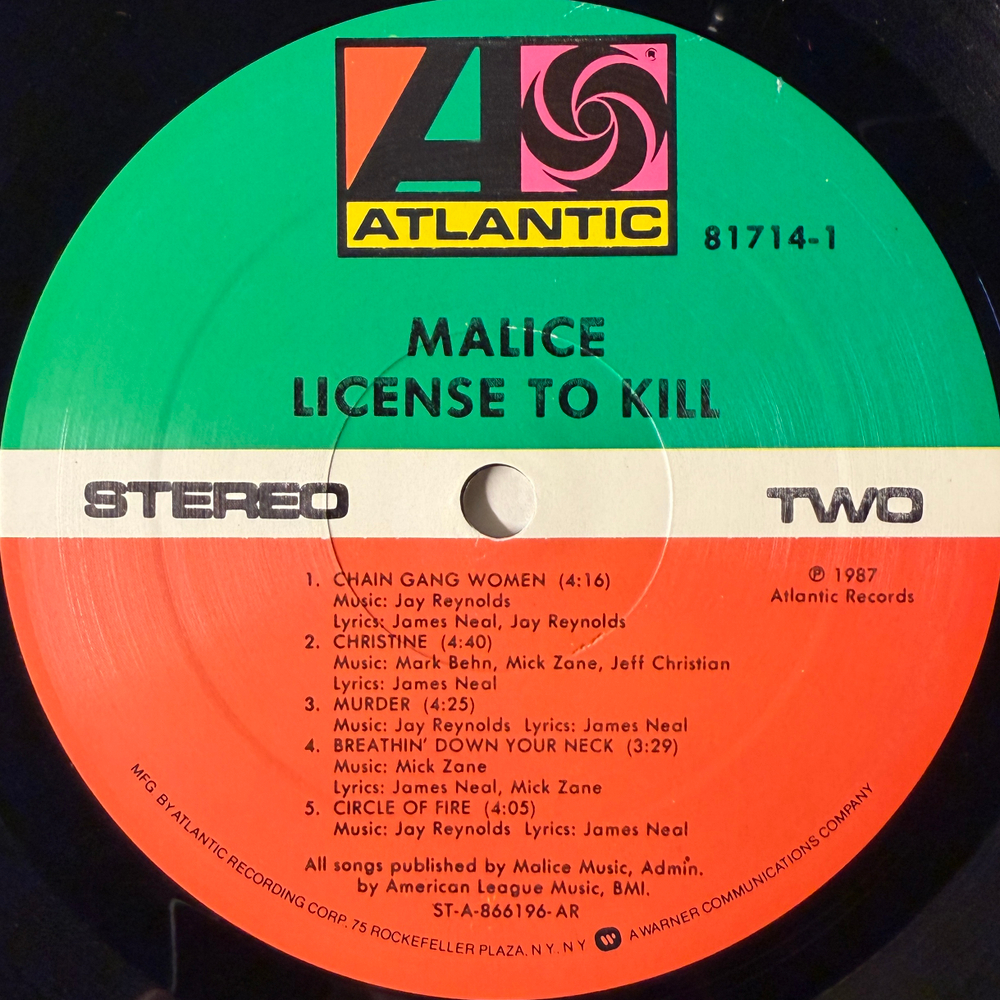 ATLANTIC
®
81714-1
MALICE
LICENSE TO KILL
STEREO
TWO
℗ 1987
Atlantic Records
1. CHAIN GANG WOMEN (4:16)
Music: Jay Reynolds
Lyrics: James Neal, Jay Reynolds
2. CHRISTINE (4:40)
Music: Mark Behn, Mick Zane, Jeff Christian
Lyrics: James Neal
3. MURDER (4:25)
Music: Jay Reynolds Lyrics: James Neal
4. BREATHIN' DOWN YOUR NECK (3:29)
Music: Mick Zane
Lyrics: James Neal, Mick Zane
5. CIRCLE OF FIRE (4:05)
Music: Jay Reynolds Lyrics: James Neal
All songs published by Malice Music, Admin.
by American League Music, BMI.
ST-A-866196-AR
MFG BY ATLANTIC RECORDING CORP. 75 ROCKEFELLER PLAZA, N.Y., N.Y. A WARNER COMMUNICATIONS COMPANY